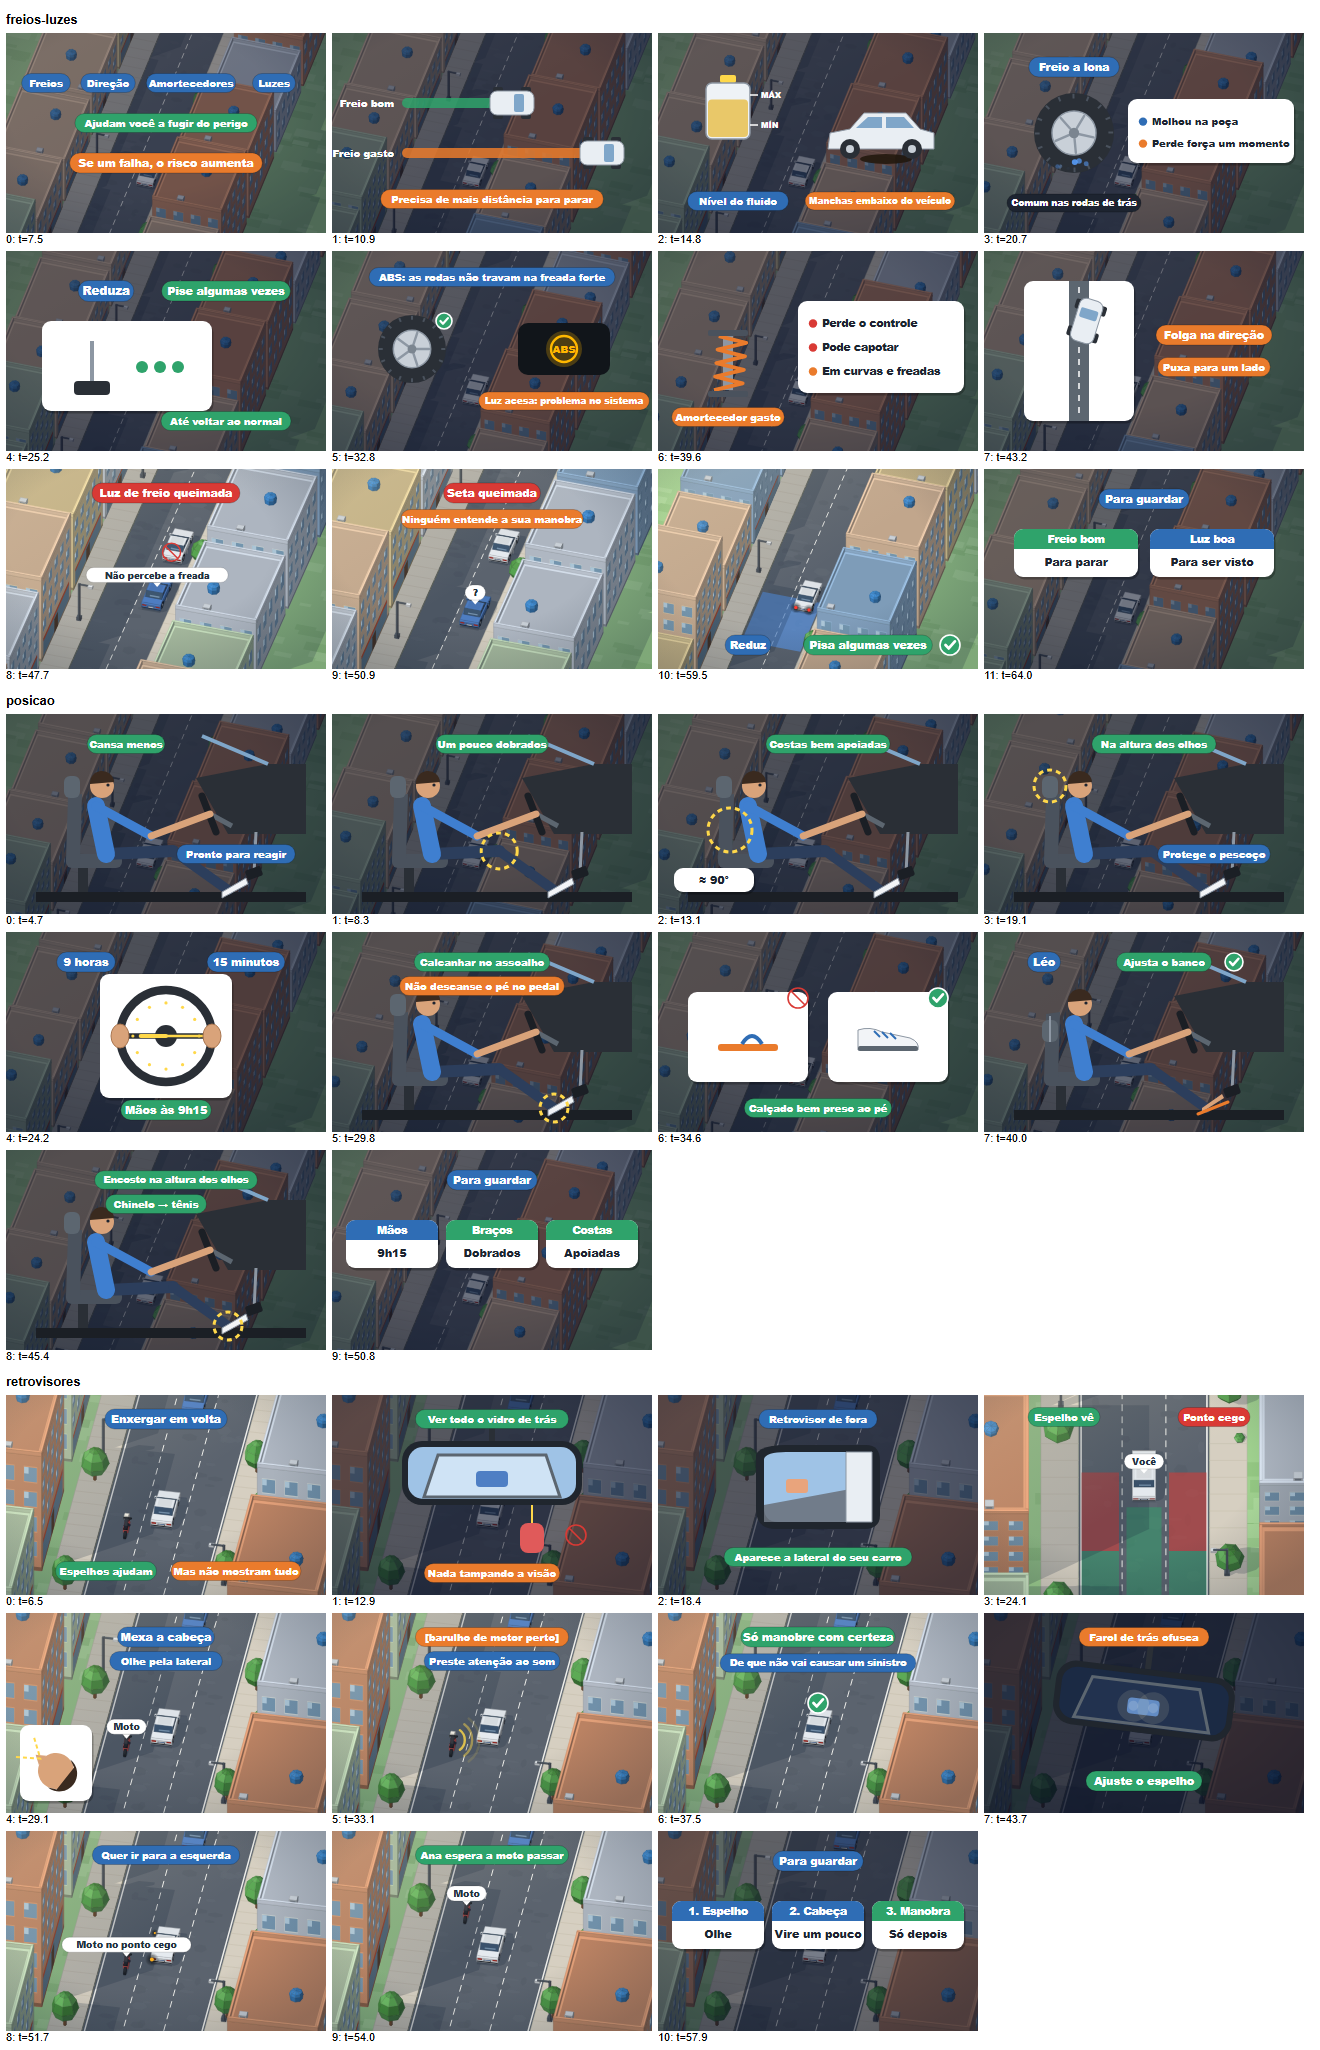 freios-luzes
Freios
Direção
Amortecedores
Luzes
Ajudam você a fugir do perigo
Se um falha, o risco aumenta
0: t=7.5
Freio bom
Freio gasto
Precisa de mais distância para parar
1: t=10.9
MÁX
MÍN
Nível do fluido
Manchas embaixo do veículo
2: t=14.8
Freio a lona
Molhou na poça
Perde força um momento
Comum nas rodas de trás
3: t=20.7
Reduza
Pise algumas vezes
Até voltar ao normal
4: t=25.2
ABS: as rodas não travam na freada forte
ABS
Luz acesa: problema no sistema
5: t=32.8
Perde o controle
Pode capotar
Em curvas e freadas
Amortecedor gasto
6: t=39.6
Folga na direção
Puxa para um lado
7: t=43.2
Luz de freio queimada
Não percebe a freada
8: t=47.7
Seta queimada
Ninguém entende a sua manobra
?
9: t=50.9
Reduz
Pisa algumas vezes
10: t=59.5
Para guardar
Freio bom
Para parar
Luz boa
Para ser visto
11: t=64.0
posicao
Cansa menos
Pronto para reagir
0: t=4.7
Um pouco dobrados
1: t=8.3
Costas bem apoiadas
≈ 90°
2: t=13.1
Na altura dos olhos
Protege o pescoço
3: t=19.1
9 horas
15 minutos
Mãos às 9h15
4: t=24.2
Calcanhar no assoalho
Não descanse o pé no pedal
5: t=29.8
Calçado bem preso ao pé
6: t=34.6
Léo
Ajusta o banco
7: t=40.0
Encosto na altura dos olhos
Chinelo → tênis
8: t=45.4
Para guardar
Mãos
9h15
Braços
Dobrados
Costas
Apoiadas
9: t=50.8
retrovisores
Enxergar em volta
Espelhos ajudam
Mas não mostram tudo
0: t=6.5
Ver todo o vidro de trás
Nada tampando a visão
1: t=12.9
Retrovisor de fora
Aparece a lateral do seu carro
2: t=18.4
Espelho vê
Ponto cego
Você
3: t=24.1
Mexa a cabeça
Olhe pela lateral
Moto
4: t=29.1
[barulho de motor perto]
Preste atenção ao som
5: t=33.1
Só manobre com certeza
De que não vai causar um sinistro
6: t=37.5
Farol de trás ofusca
Ajuste o espelho
7: t=43.7
Quer ir para a esquerda
Moto no ponto cego
8: t=51.7
Ana espera a moto passar
Moto
9: t=54.0
Para guardar
1. Espelho
Olhe
2. Cabeça
Vire um pouco
3. Manobra
Só depois
10: t=57.9